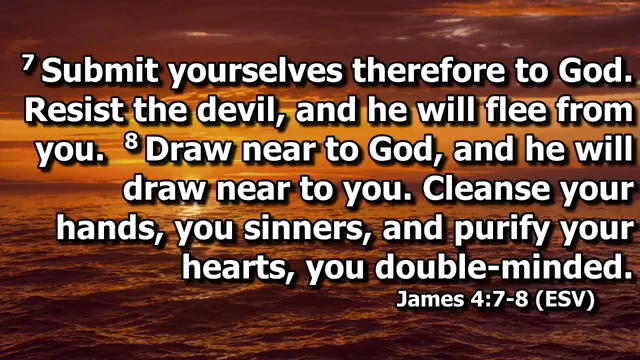 7 Submit yourselves therefore to God.
Resist the devil, and he will flee from
you. 8 Draw near to God, and he will
draw near to you. Cleanse your
hands, you sinners, and purify your
hearts, you double-minded.
James 4:7-8 (ESV)